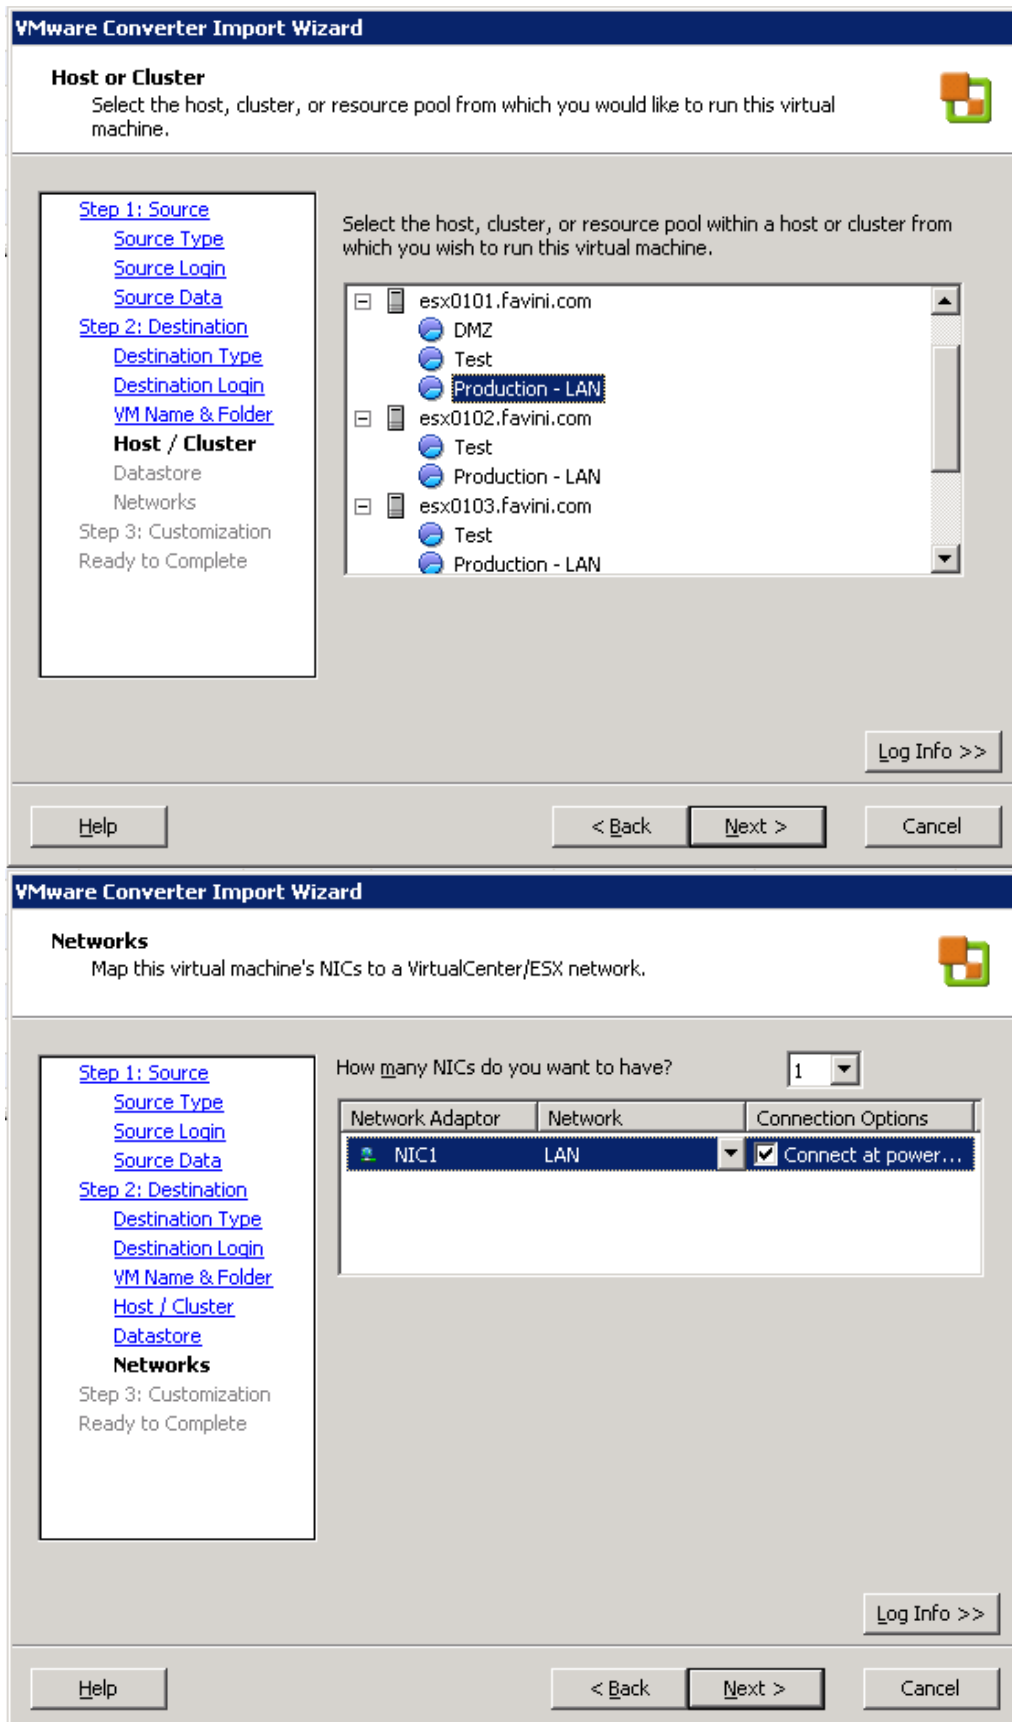 VMware Converter Import Wizard
Host or Cluster
Select the host, cluster, or resource pool from which you would like to run this virtual
machine.
Step 1: Source
Source Type
Source Login
Source Data
Step 2: Destination
Destination Type
Destination Login
VM Name & Folder
Host / Cluster
Datastore
Networks
Step 3: Customization
Ready to Complete
Select the host, cluster, or resource pool within a host or cluster from
which you wish to run this virtual machine.
esx0101.favini.com
DMZ
Test
Production - LAN
esx0102.favini.com
Test
Production - LAN
esx0103.favini.com
Test
Production - LAN
Log Info >>
Help
< Back
Next >
Cancel
VMware Converter Import Wizard
Networks
Map this virtual machine's NICs to a VirtualCenter/ESX network.
Step 1: Source
Source Type
Source Login
Source Data
Step 2: Destination
Destination Type
Destination Login
VM Name & Folder
Host / Cluster
Datastore
Networks
Step 3: Customization
Ready to Complete
How many NICs do you want to have? 1
Network Adaptor Network Connection Options
NIC1 LAN Connect at power...
Log Info >>
Help
< Back
Next >
Cancel